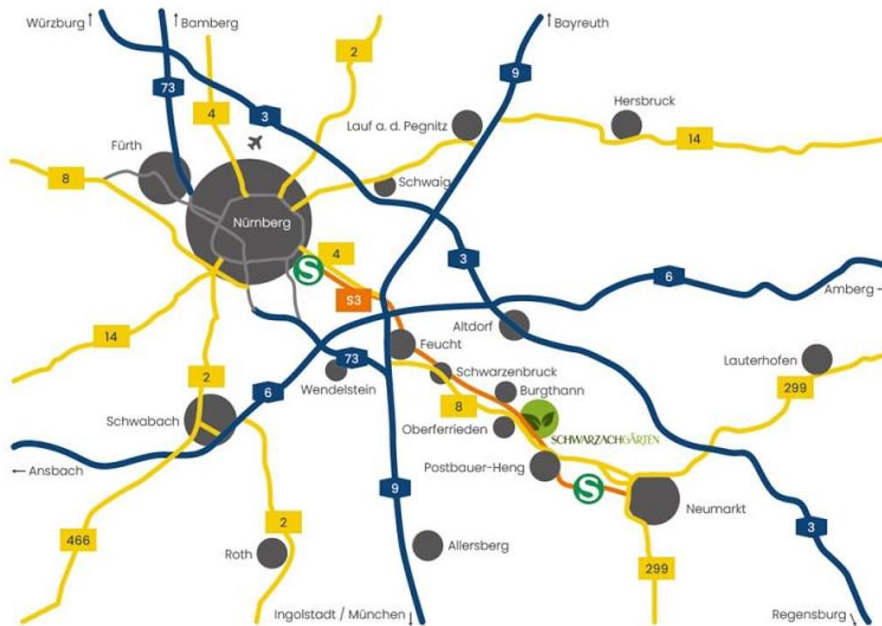 Würzburg
Bamberg
Bayreuth
2
9
73
4
3
Hersbruck
Lauf a. d. Pegnitz
14
Fürth
8
Schwaig
Nürnberg
4
3
6
S
S3
Amberg
14
Altdorf
Feucht
73
Lauterhofen
2
Schwarzenbruck
299
Wendelstein
6
Burgthann
8
Schwabach
Oberferrieden
SCHWARZACHGÄRTEN
Ansbach
Postbauer-Heng
9
S
Neumarkt
2
3
466
Roth
Allersberg
299
Ingolstadt / München
Regensburg